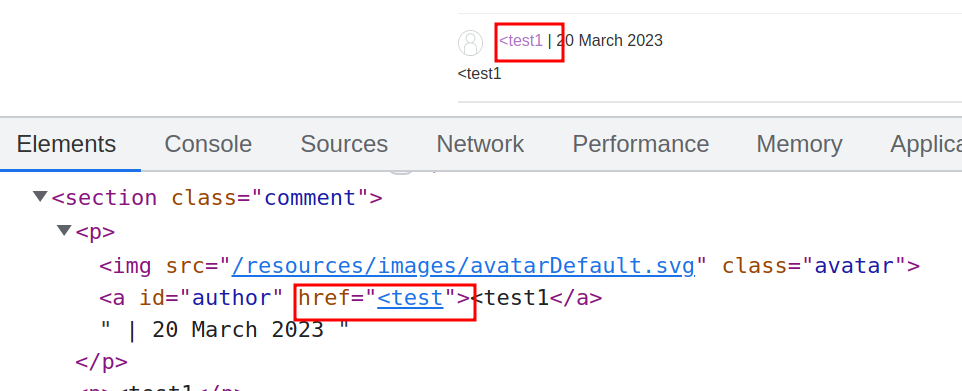 <test1 | 20 March 2023
<test1
Elements Console Sources Network Performance Memory Applica
<section class="comment">
<p>
<img src="/resources/images/avatarDefault.svg" class="avatar">
<a id="author" href="<test"><test1</a>
" | 20 March 2023 "
</p>
<p><test1</p>